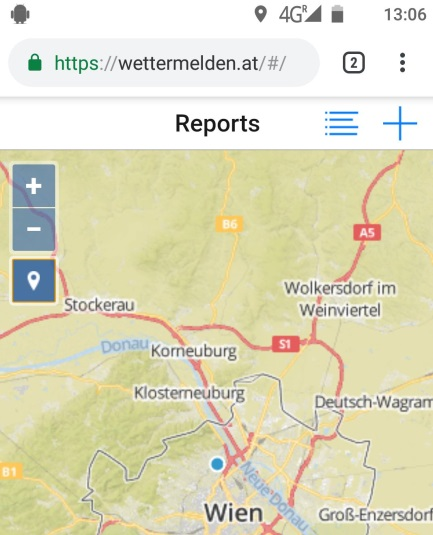 4G R 13:06
https://wettermelden.at/#/ 2
Reports
+
−
B6
A5
Wolkersdorf im
Weinviertel
Stockerau
Donau
Korneuburg
S1
Klosterneuburg
Deutsch-Wagram
B1
Neue Donau
Wien
Groß-Enzersdorf